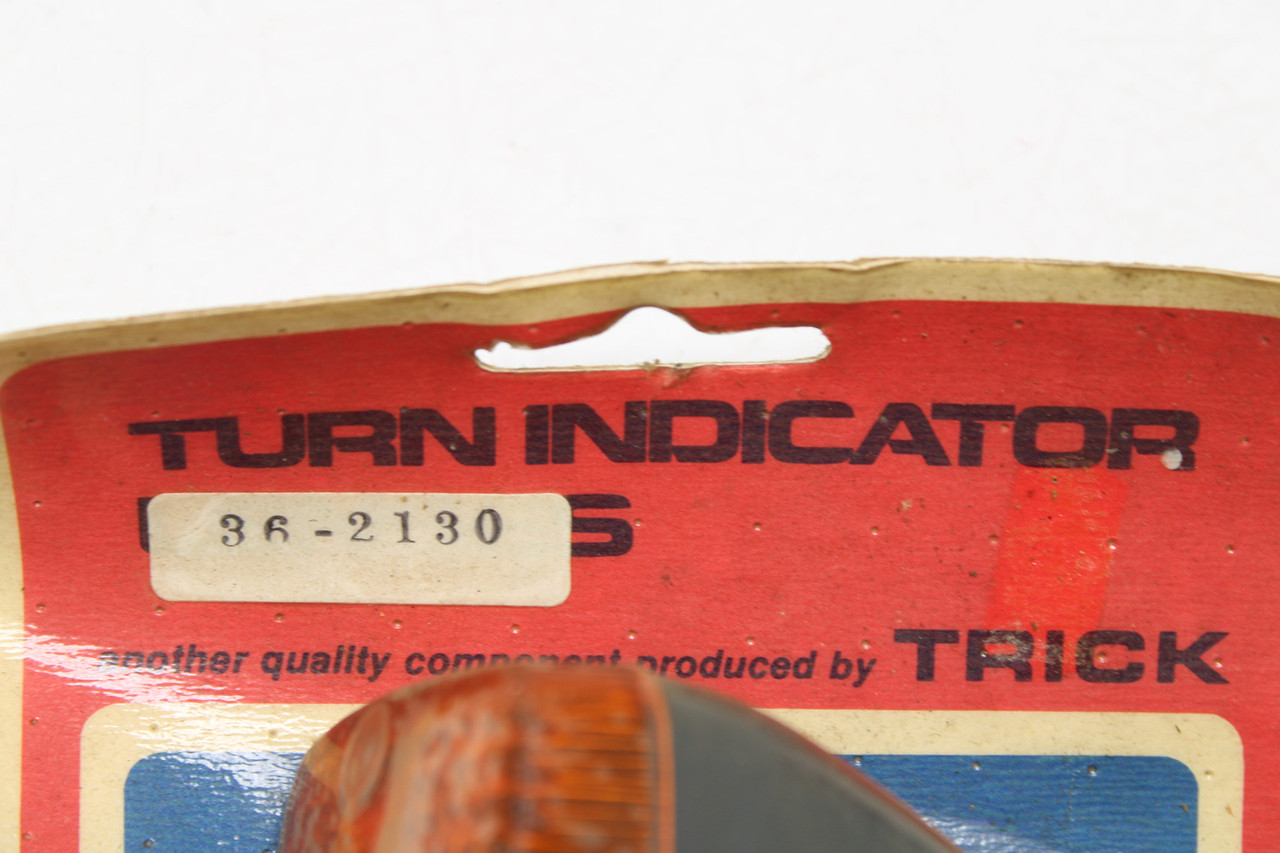 TURN INDICATOR
36-2130
another quality component produced by TRICK